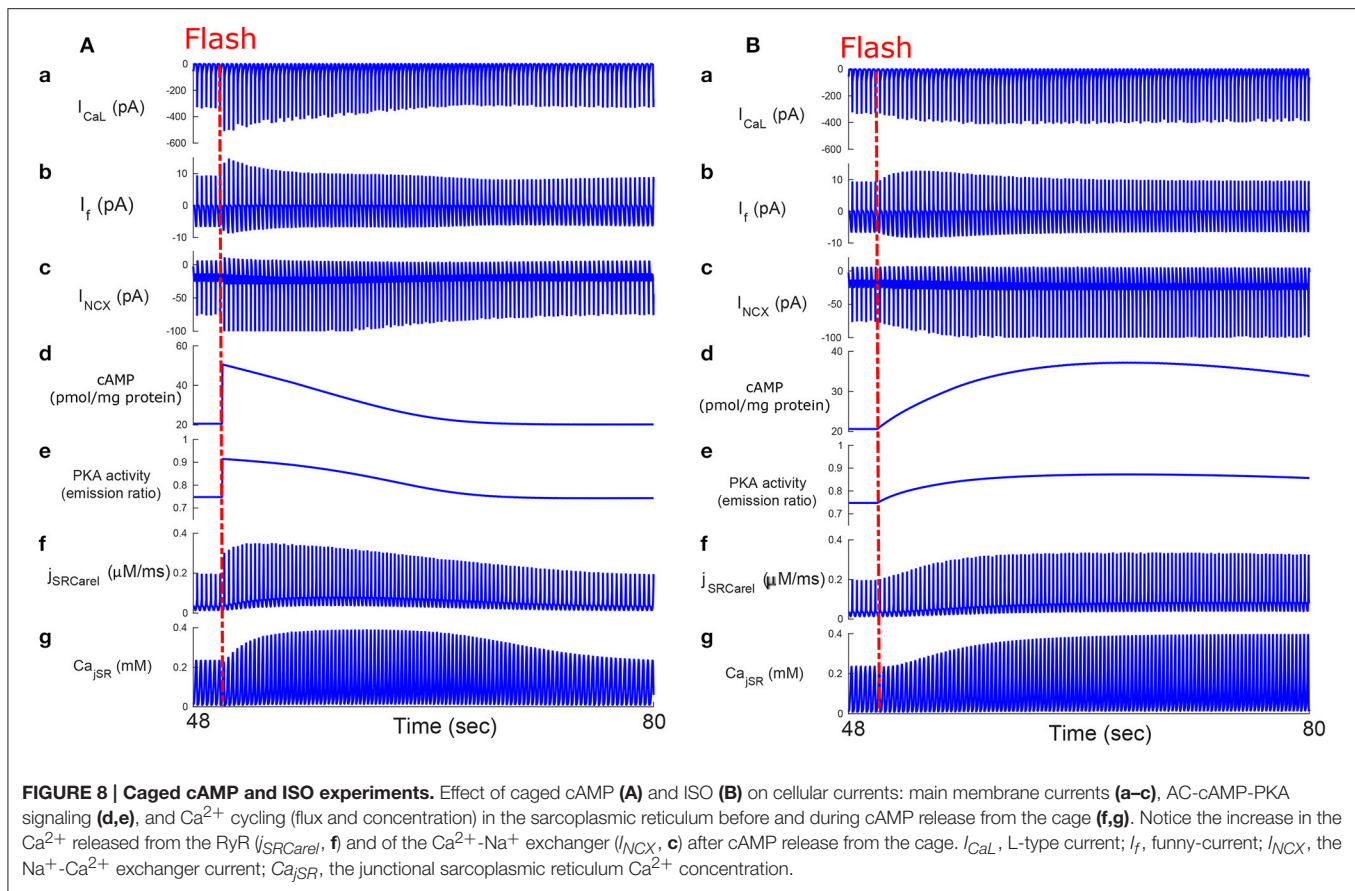 A
Flash
a
0
-200
-400
-600
I_CaL (pA)
b
10
0
-10
I_f (pA)
c
0
-50
-100
I_NCX (pA)
d
60
40
20
cAMP
(pmol/mg protein)
e
1
0.9
0.8
0.7
PKA activity
(emission ratio)
f
0.4
0.2
0
j_SRCarel (μM/ms)
g
0.4
0.2
0
Ca_jSR (mM)
48
Time (sec)
80
B
Flash
a
0
-200
-400
-600
I_CaL (pA)
b
10
0
-10
I_f (pA)
c
0
-50
-100
I_NCX (pA)
d
40
30
20
cAMP
(pmol/mg protein)
e
1
0.9
0.8
0.7
PKA activity
(emission ratio)
f
0.4
0.2
0
j_SRCarel (μM/ms)
g
0.4
0.2
0
Ca_jSR (mM)
48
Time (sec)
80
FIGURE 8 | Caged cAMP and ISO experiments. Effect of caged cAMP (A) and ISO (B) on cellular currents: main membrane currents (a–c), AC-cAMP-PKA
signaling (d,e), and Ca²⁺ cycling (flux and concentration) in the sarcoplasmic reticulum before and during cAMP release from the cage (f,g). Notice the increase in the
Ca²⁺ released from the RyR (j_SRCarel, f) and of the Ca²⁺-Na⁺ exchanger (I_NCX, c) after cAMP release from the cage. I_CaL, L-type current; I_f, funny-current; I_NCX, the
Na⁺-Ca²⁺ exchanger current; Ca_jSR, the junctional sarcoplasmic reticulum Ca²⁺ concentration.